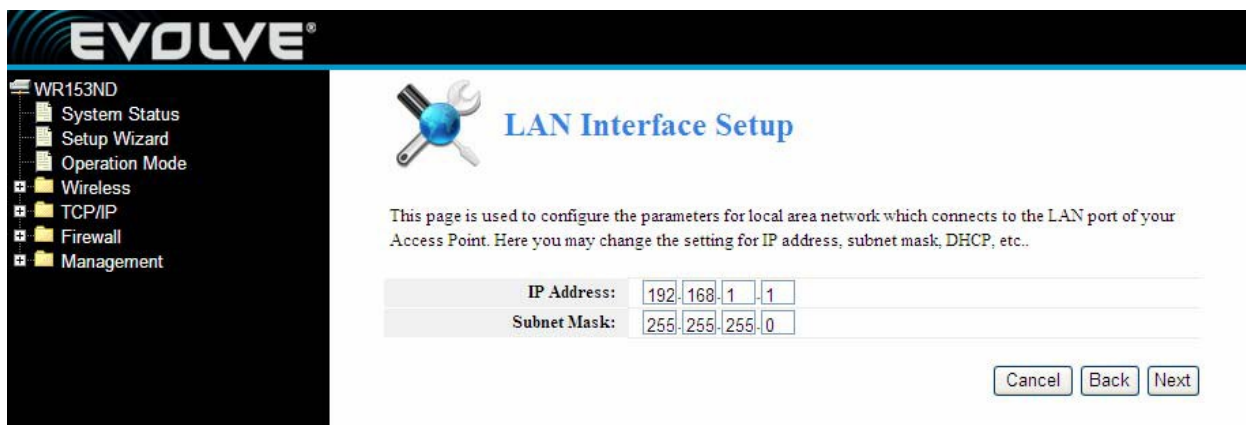 EVOLVE®
WR153ND
System Status
Setup Wizard
Operation Mode
Wireless
TCP/IP
Firewall
Management
LAN Interface Setup
This page is used to configure the parameters for local area network which connects to the LAN port of your
Access Point. Here you may change the setting for IP address, subnet mask, DHCP, etc..
IP Address: 192.168.1.1
Subnet Mask: 255.255.255.0
Cancel Back Next